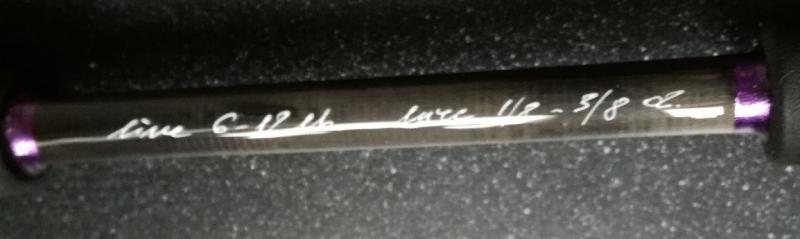 line 6-12 lb lure 1/8 - 3/8 oz.